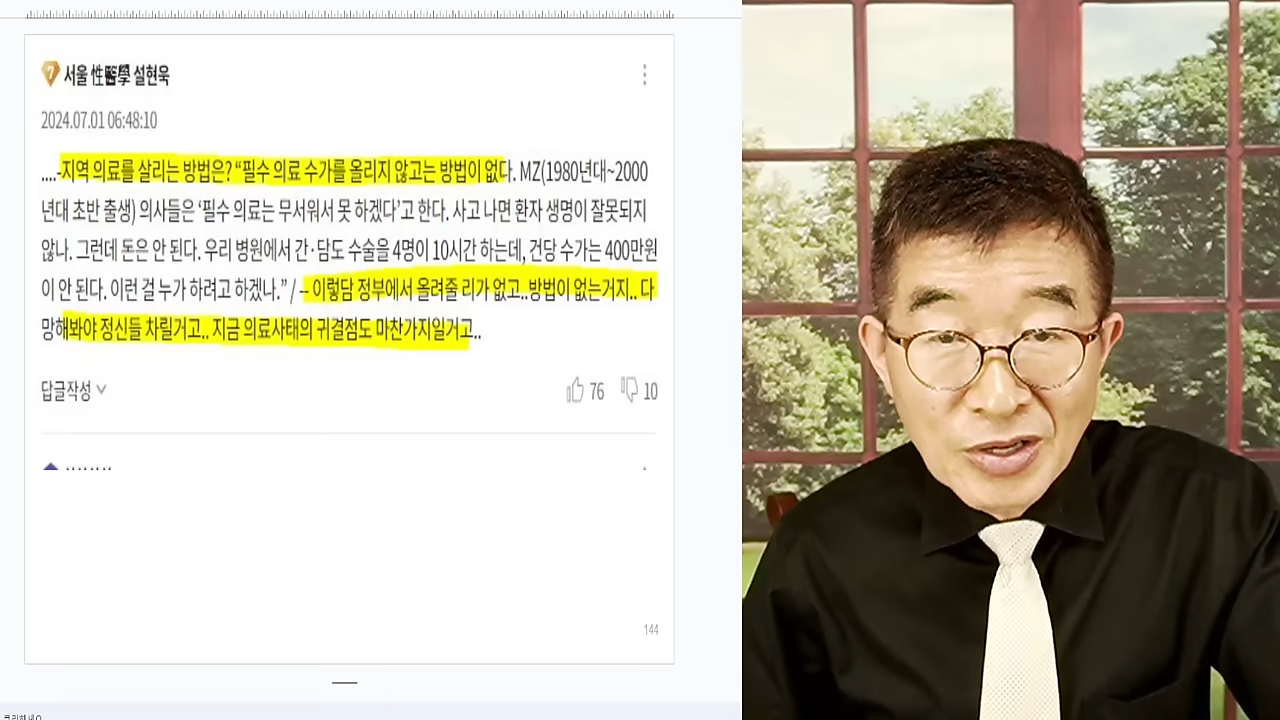 7 서울 性醫學 설현욱
2024.07.01 06:48:10
....-지역 의료를 살리는 방법은? “필수 의료 수가를 올리지 않고는 방법이 없다. MZ(1980년대~2000
년대 초반 출생) 의사들은 ‘필수 의료는 무서워서 못 하겠다’고 한다. 사고 나면 환자 생명이 잘못되지
않나. 그런데 돈은 안 된다. 우리 병원에서 간·담도 수술을 4명이 10시간 하는데, 건당 수가는 400만원
이 안 된다. 이런 걸 누가 하려고 하겠나.” / -- 이렇담 정부에서 올려줄 리가 없고..방법이 없는거지.. 다
망해봐야 정신들 차릴거고.. 지금 의료사태의 귀결점도 마찬가지일거고..
답글작성
76 10
144